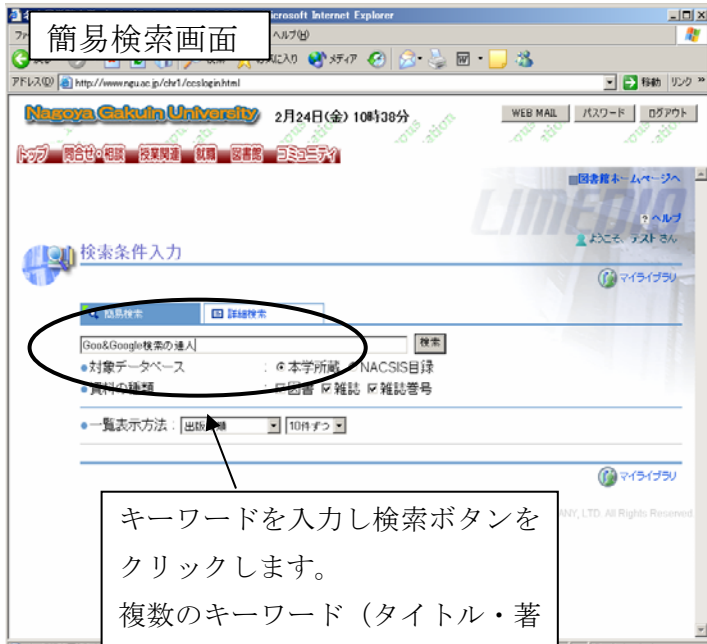 簡易検索画面
icrosoft Internet Explorer
ヘルプ(H)
メディア
アドレス(D) http://www.ngu.ac.jp/chr1/ccslogin.html 移動 リンク »
Nagoya Gakuin University 2月24日(金) 10時38分 WEB MAIL パスワード ログアウト
トップ 問合せ・相談 授業関連 就職 図書館 コミュニティ
図書館ホームページへ
LIMEDIO
? ヘルプ
ようこそ、テスト さん
検索条件入力
マイライブラリ
簡易検索 詳細検索
Goo&Google検索の達人 検索
●対象データベース : 本学所蔵 NACSIS目録
●資料の種類 : 図書 雑誌 雑誌巻号
●一覧表示方法 : 出版 10件ずつ
マイライブラリ
キーワードを入力し検索ボタンを
クリックします。
複数のキーワード(タイトル・著
ANY, LTD. All Rights Reserved